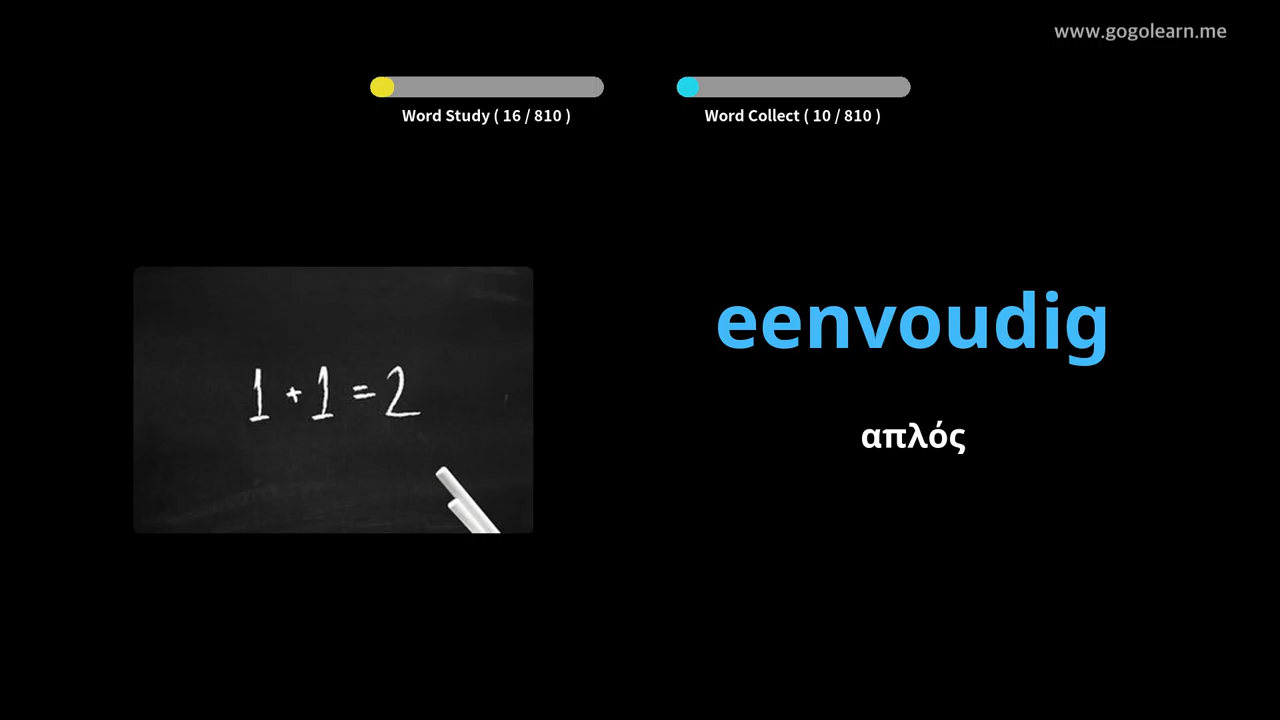 www.gogolearn.me
Word Study ( 16 / 810 )
Word Collect ( 10 / 810 )
1 + 1 = 2
eenvoudig
απλός